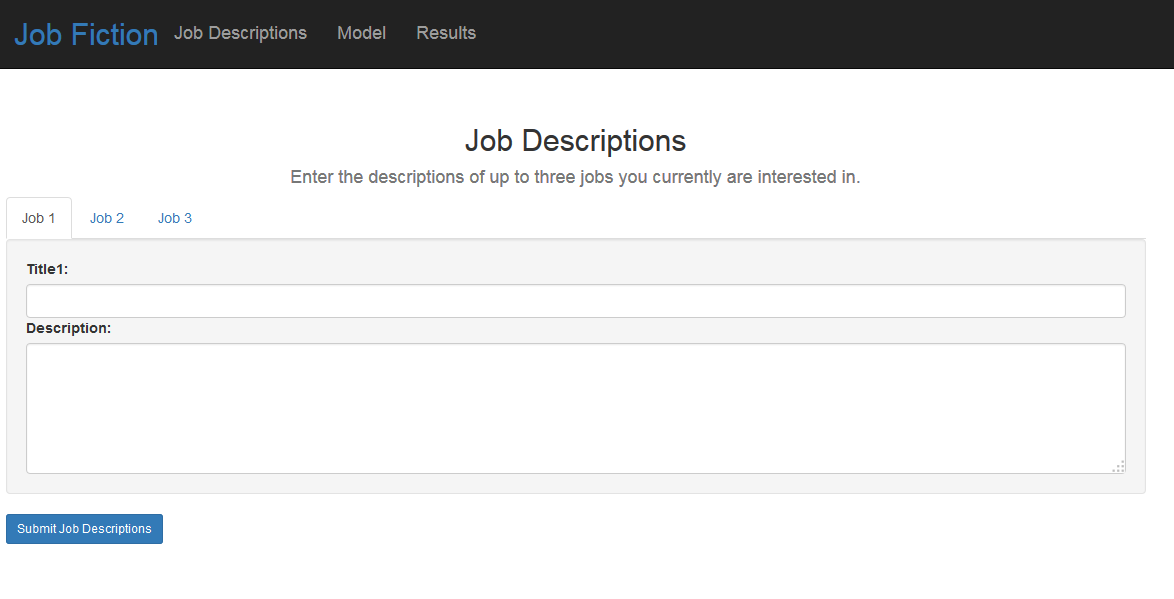 Job Fiction Job Descriptions Model Results
Job Descriptions
Enter the descriptions of up to three jobs you currently are interested in.
Job 1 Job 2 Job 3
Title1:
Description:
Submit Job Descriptions